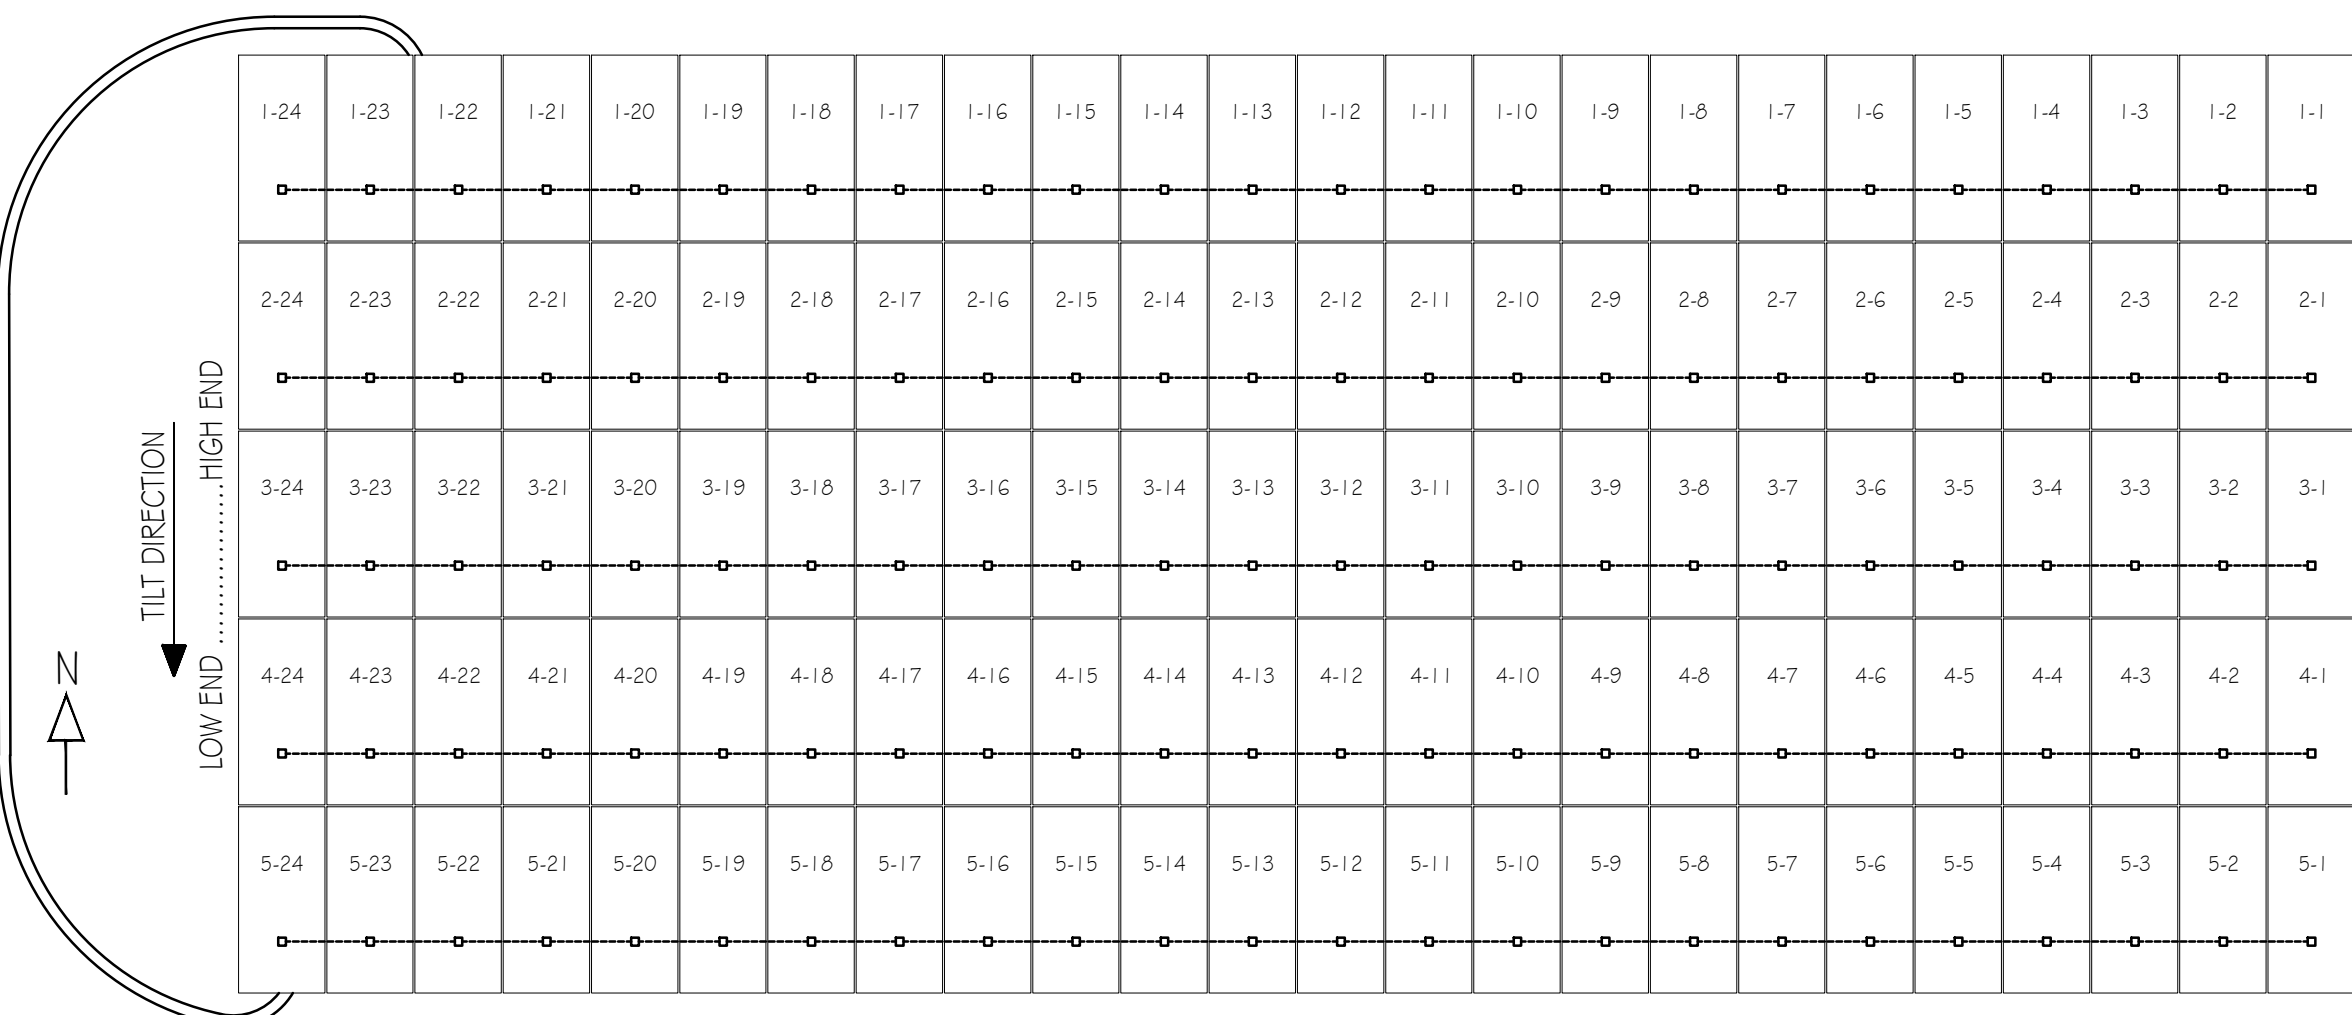 1-24 1-23 1-22 1-21 1-20 1-19 1-18 1-17 1-16 1-15 1-14 1-13 1-12 1-11 1-10 1-9 1-8 1-7 1-6 1-5 1-4 1-3 1-2 1-1
2-24 2-23 2-22 2-21 2-20 2-19 2-18 2-17 2-16 2-15 2-14 2-13 2-12 2-11 2-10 2-9 2-8 2-7 2-6 2-5 2-4 2-3 2-2 2-1
TILT DIRECTION
LOW END ................HIGH END
3-24 3-23 3-22 3-21 3-20 3-19 3-18 3-17 3-16 3-15 3-14 3-13 3-12 3-11 3-10 3-9 3-8 3-7 3-6 3-5 3-4 3-3 3-2 3-1
N
4-24 4-23 4-22 4-21 4-20 4-19 4-18 4-17 4-16 4-15 4-14 4-13 4-12 4-11 4-10 4-9 4-8 4-7 4-6 4-5 4-4 4-3 4-2 4-1
5-24 5-23 5-22 5-21 5-20 5-19 5-18 5-17 5-16 5-15 5-14 5-13 5-12 5-11 5-10 5-9 5-8 5-7 5-6 5-5 5-4 5-3 5-2 5-1